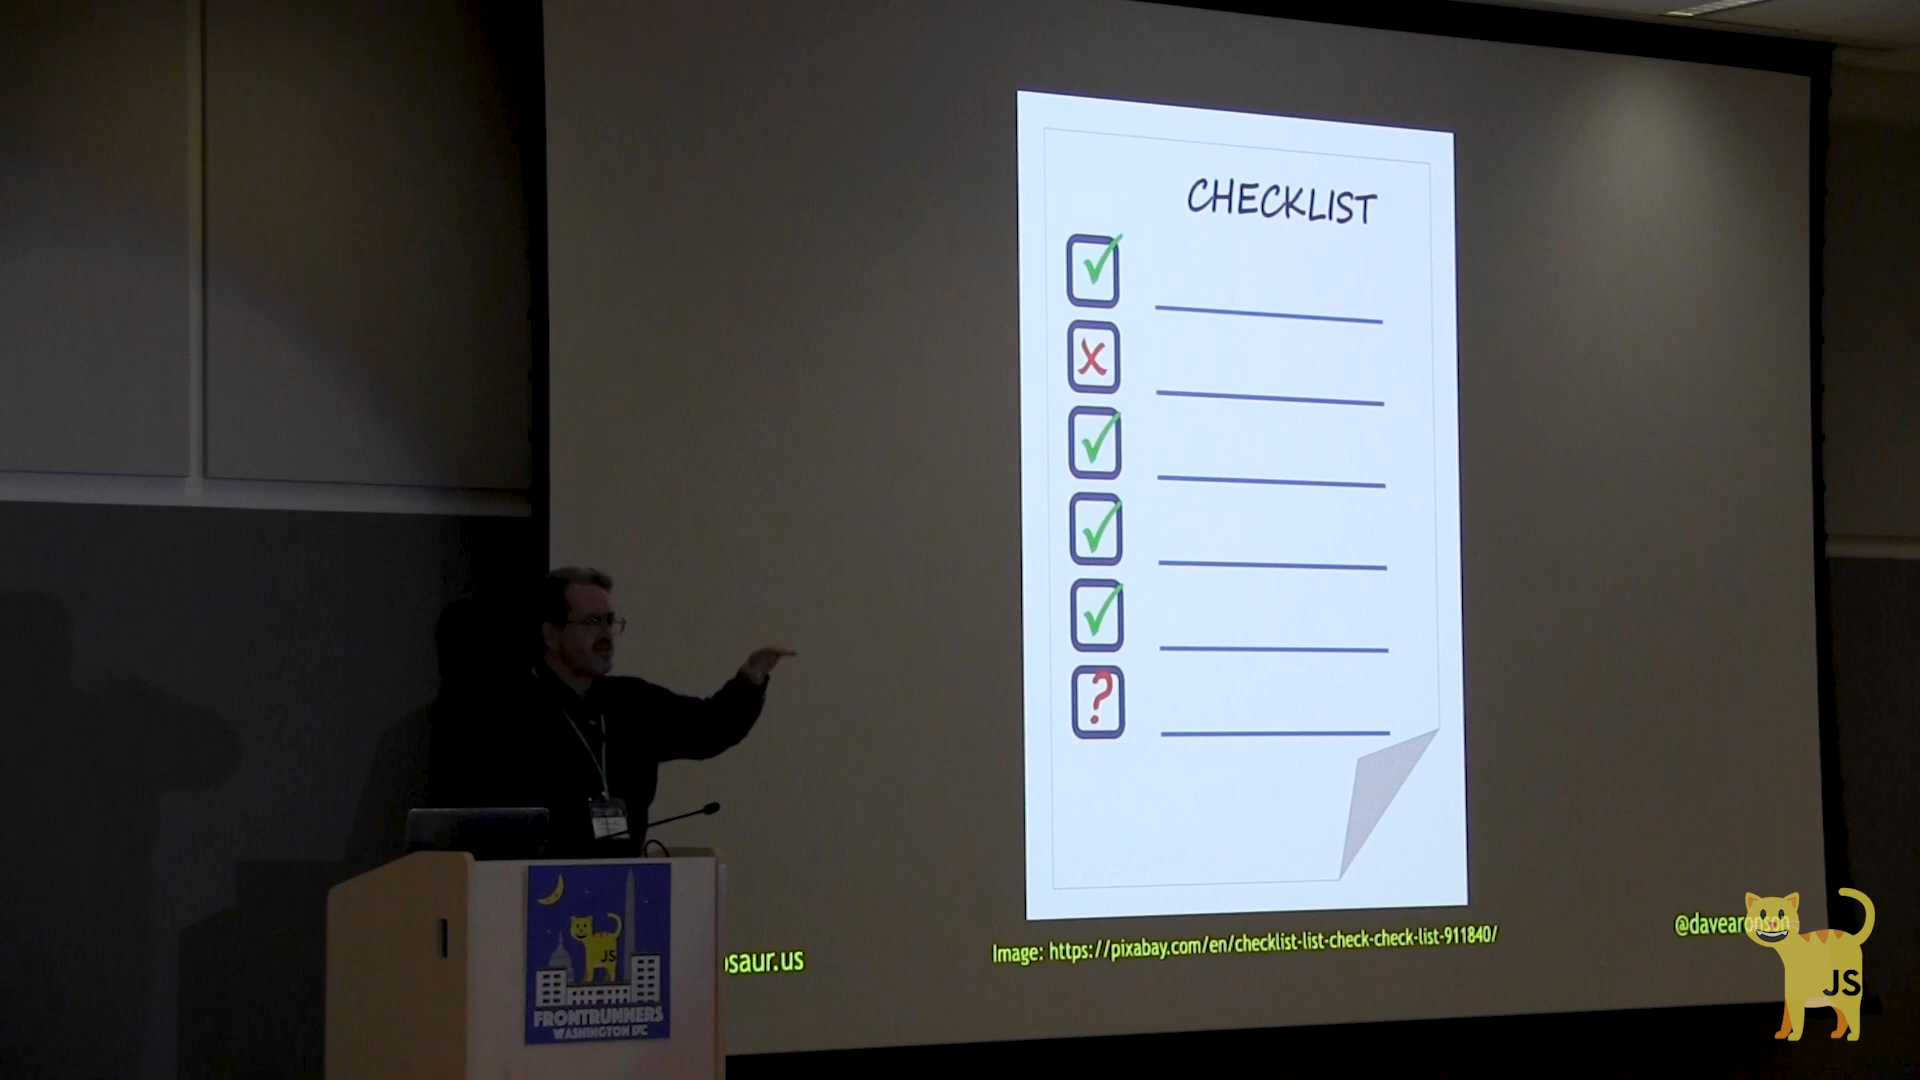 CHECKLIST
?
saur.us
Image: https://pixabay.com/en/checklist-list-check-check-list-911840/
@davearonson
JS
JS
FRONTRUNNERS
WASHINGTON DC